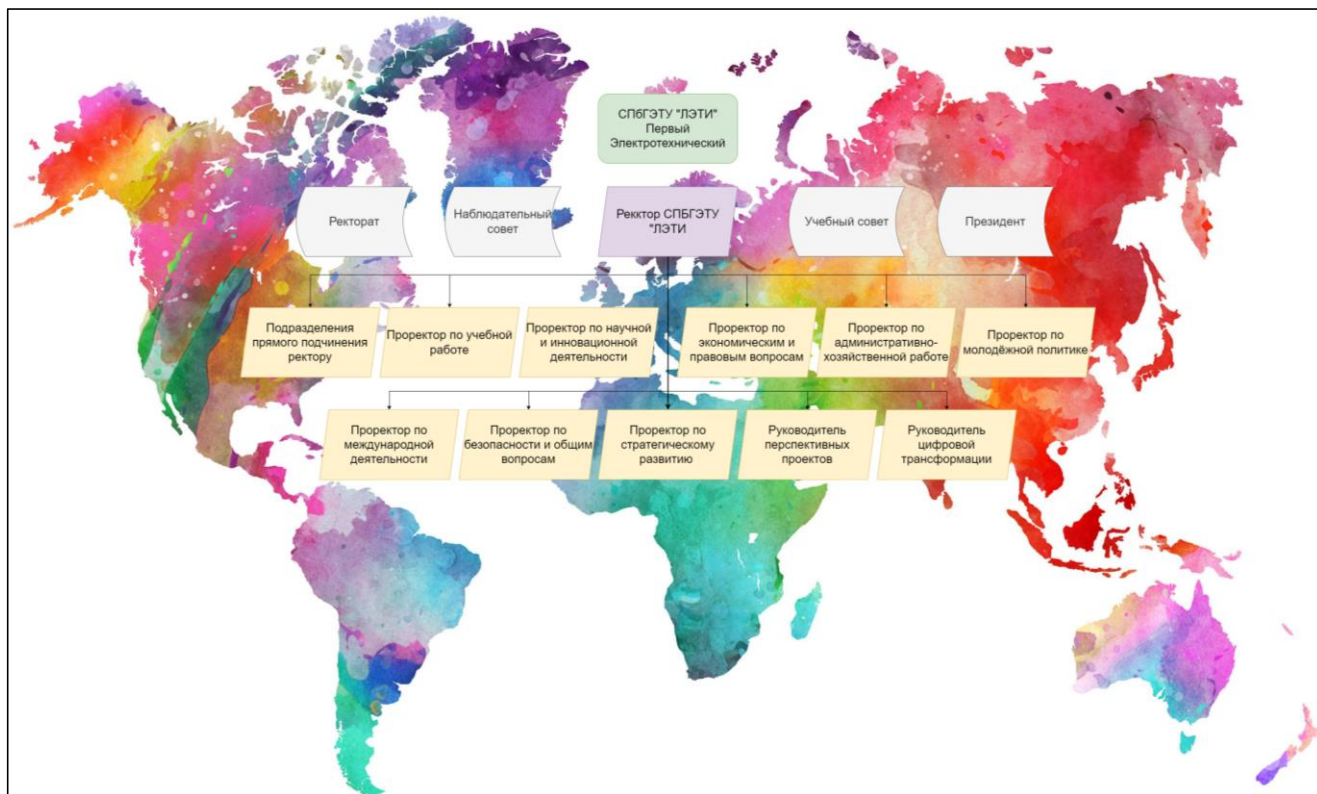 СПбГЭТУ "ЛЭТИ"
Первый
Электротехнический
Ректорат
Наблюдательный
совет
Рекктор СПБГЭТУ
"ЛЭТИ
Учебный совет
Президент
Подразделения
прямого подчинения
ректору
Проректор по учебной
работе
Проректор по научной
и инновационной
деятельности
Проректор по
экономическим и
правовым вопросам
Проректор по
административно-
хозяйственной работе
Проректор по
молодёжной политике
Проректор по
международной
деятельности
Проректор по
безопасности и общим
вопросам
Проректор по
стратегическому
развитию
Руководитель
перспективных
проектов
Руководитель
цифровой
трансформации